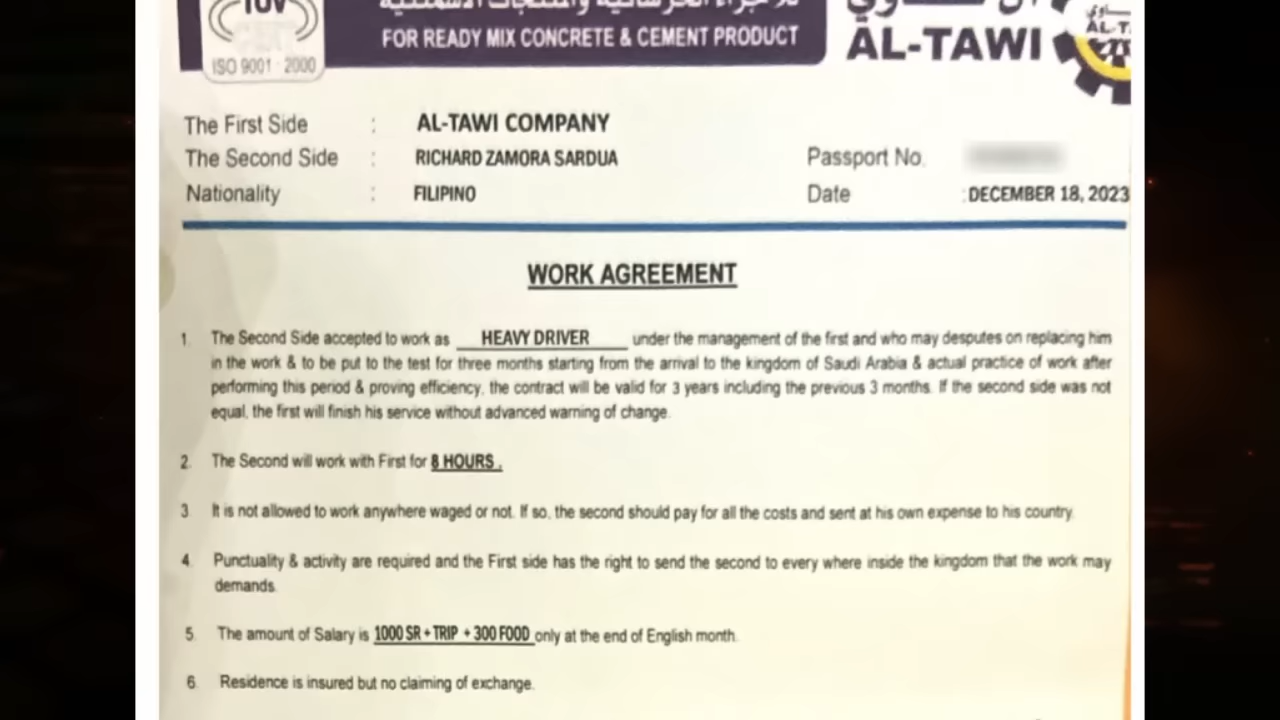 TUV
CERT
ISO 9001 : 2000
للأجزاء الخرسانية والمنتجات الأسمنتية
FOR READY MIX CONCRETE & CEMENT PRODUCT
AL-TAWI
The First Side : AL-TAWI COMPANY
The Second Side : RICHARD ZAMORA SARDUA Passport No.
Nationality : FILIPINO Date : DECEMBER 18, 2023
WORK AGREEMENT
1. The Second Side accepted to work as HEAVY DRIVER under the management of the first and who may desputes on replacing him
in the work & to be put to the test for three months starting from the arrival to the kingdom of Saudi Arabia & actual practice of work after
performing this period & proving efficiency, the contract will be valid for 3 years including the previous 3 months. If the second side was not
equal, the first will finish his service without advanced warning of change.
2. The Second will work with First for 8 HOURS .
3. It is not allowed to work anywhere waged or not. If so, the second should pay for all the costs and sent at his own expense to his country.
4. Punctuality & activity are required and the First side has the right to send the second to every where inside the kingdom that the work may
demands.
5. The amount of Salary is 1000 SR + TRIP + 300 FOOD only at the end of English month.
6. Residence is insured but no claiming of exchange.